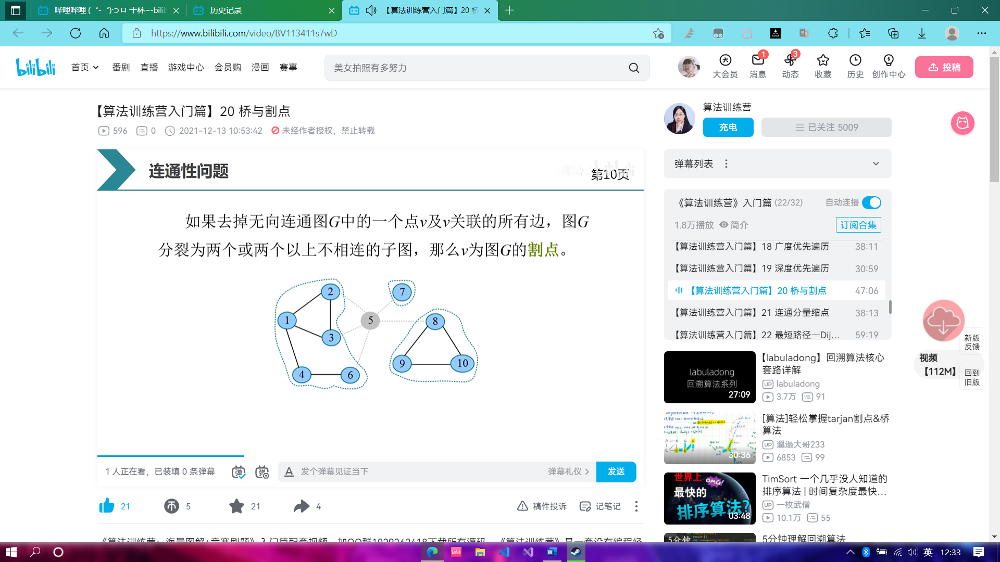 哔哩哔哩 (゜-゜)つロ 干杯~-bili
历史记录
【算法训练营入门篇】20 桥
https://www.bilibili.com/video/BV113411s7wD
bilibili
首页 番剧 直播 游戏中心 会员购 漫画 赛事
美女拍照有多努力
大会员
1
消息
3
动态
收藏
历史
创作中心
投稿
【算法训练营入门篇】20 桥与割点
596 0 2021-12-13 10:53:42 未经作者授权，禁止转载
算法训练营
充电
已关注 5009
连通性问题
bilibili
第10页
如果去掉无向连通图G中的一个点v及v关联的所有边，图G
分裂为两个或两个以上不相连的子图，那么v为图G的割点。
2
7
1
5
8
3
9
10
4
6
弹幕列表
《算法训练营》入门篇 (22/32) 自动连播
1.8万播放 简介 订阅合集
【算法训练营入门篇】18 广度优先遍历 38:11
【算法训练营入门篇】19 深度优先遍历 30:59
【算法训练营入门篇】20 桥与割点 47:06
【算法训练营入门篇】21 连通分量缩点 38:13
【算法训练营入门篇】22 最短路径一Dij... 59:19
新版
反馈
视频
【112M】
回到
旧版
labuladong
回溯算法系列
27:09
【labuladong】回溯算法核心
套路详解
UP labuladong
3.7万 91
30:36
[算法]轻松掌握tarjan割点&桥
算法
UP 邋遢大哥233
6853 99
世界上
OMG!
最快的
排序算法?
03:48
TimSort 一个几乎没人知道的
排序算法 | 时间复杂度最快...
UP 一枚武僧
10.1万 55
5分钟
5分钟理解回溯算法
1 人正在看，已装填 0 条弹幕
弹
弹
A 发个弹幕见证当下 弹幕礼仪 发送
21 5 21 4 稿件投诉 记笔记
《算法训练营：海量图解+竞赛刷题》入门篇配套视频，加QQ群1029262418下载所有源码。《算法训练营》是一套没有编程经
英 12:33